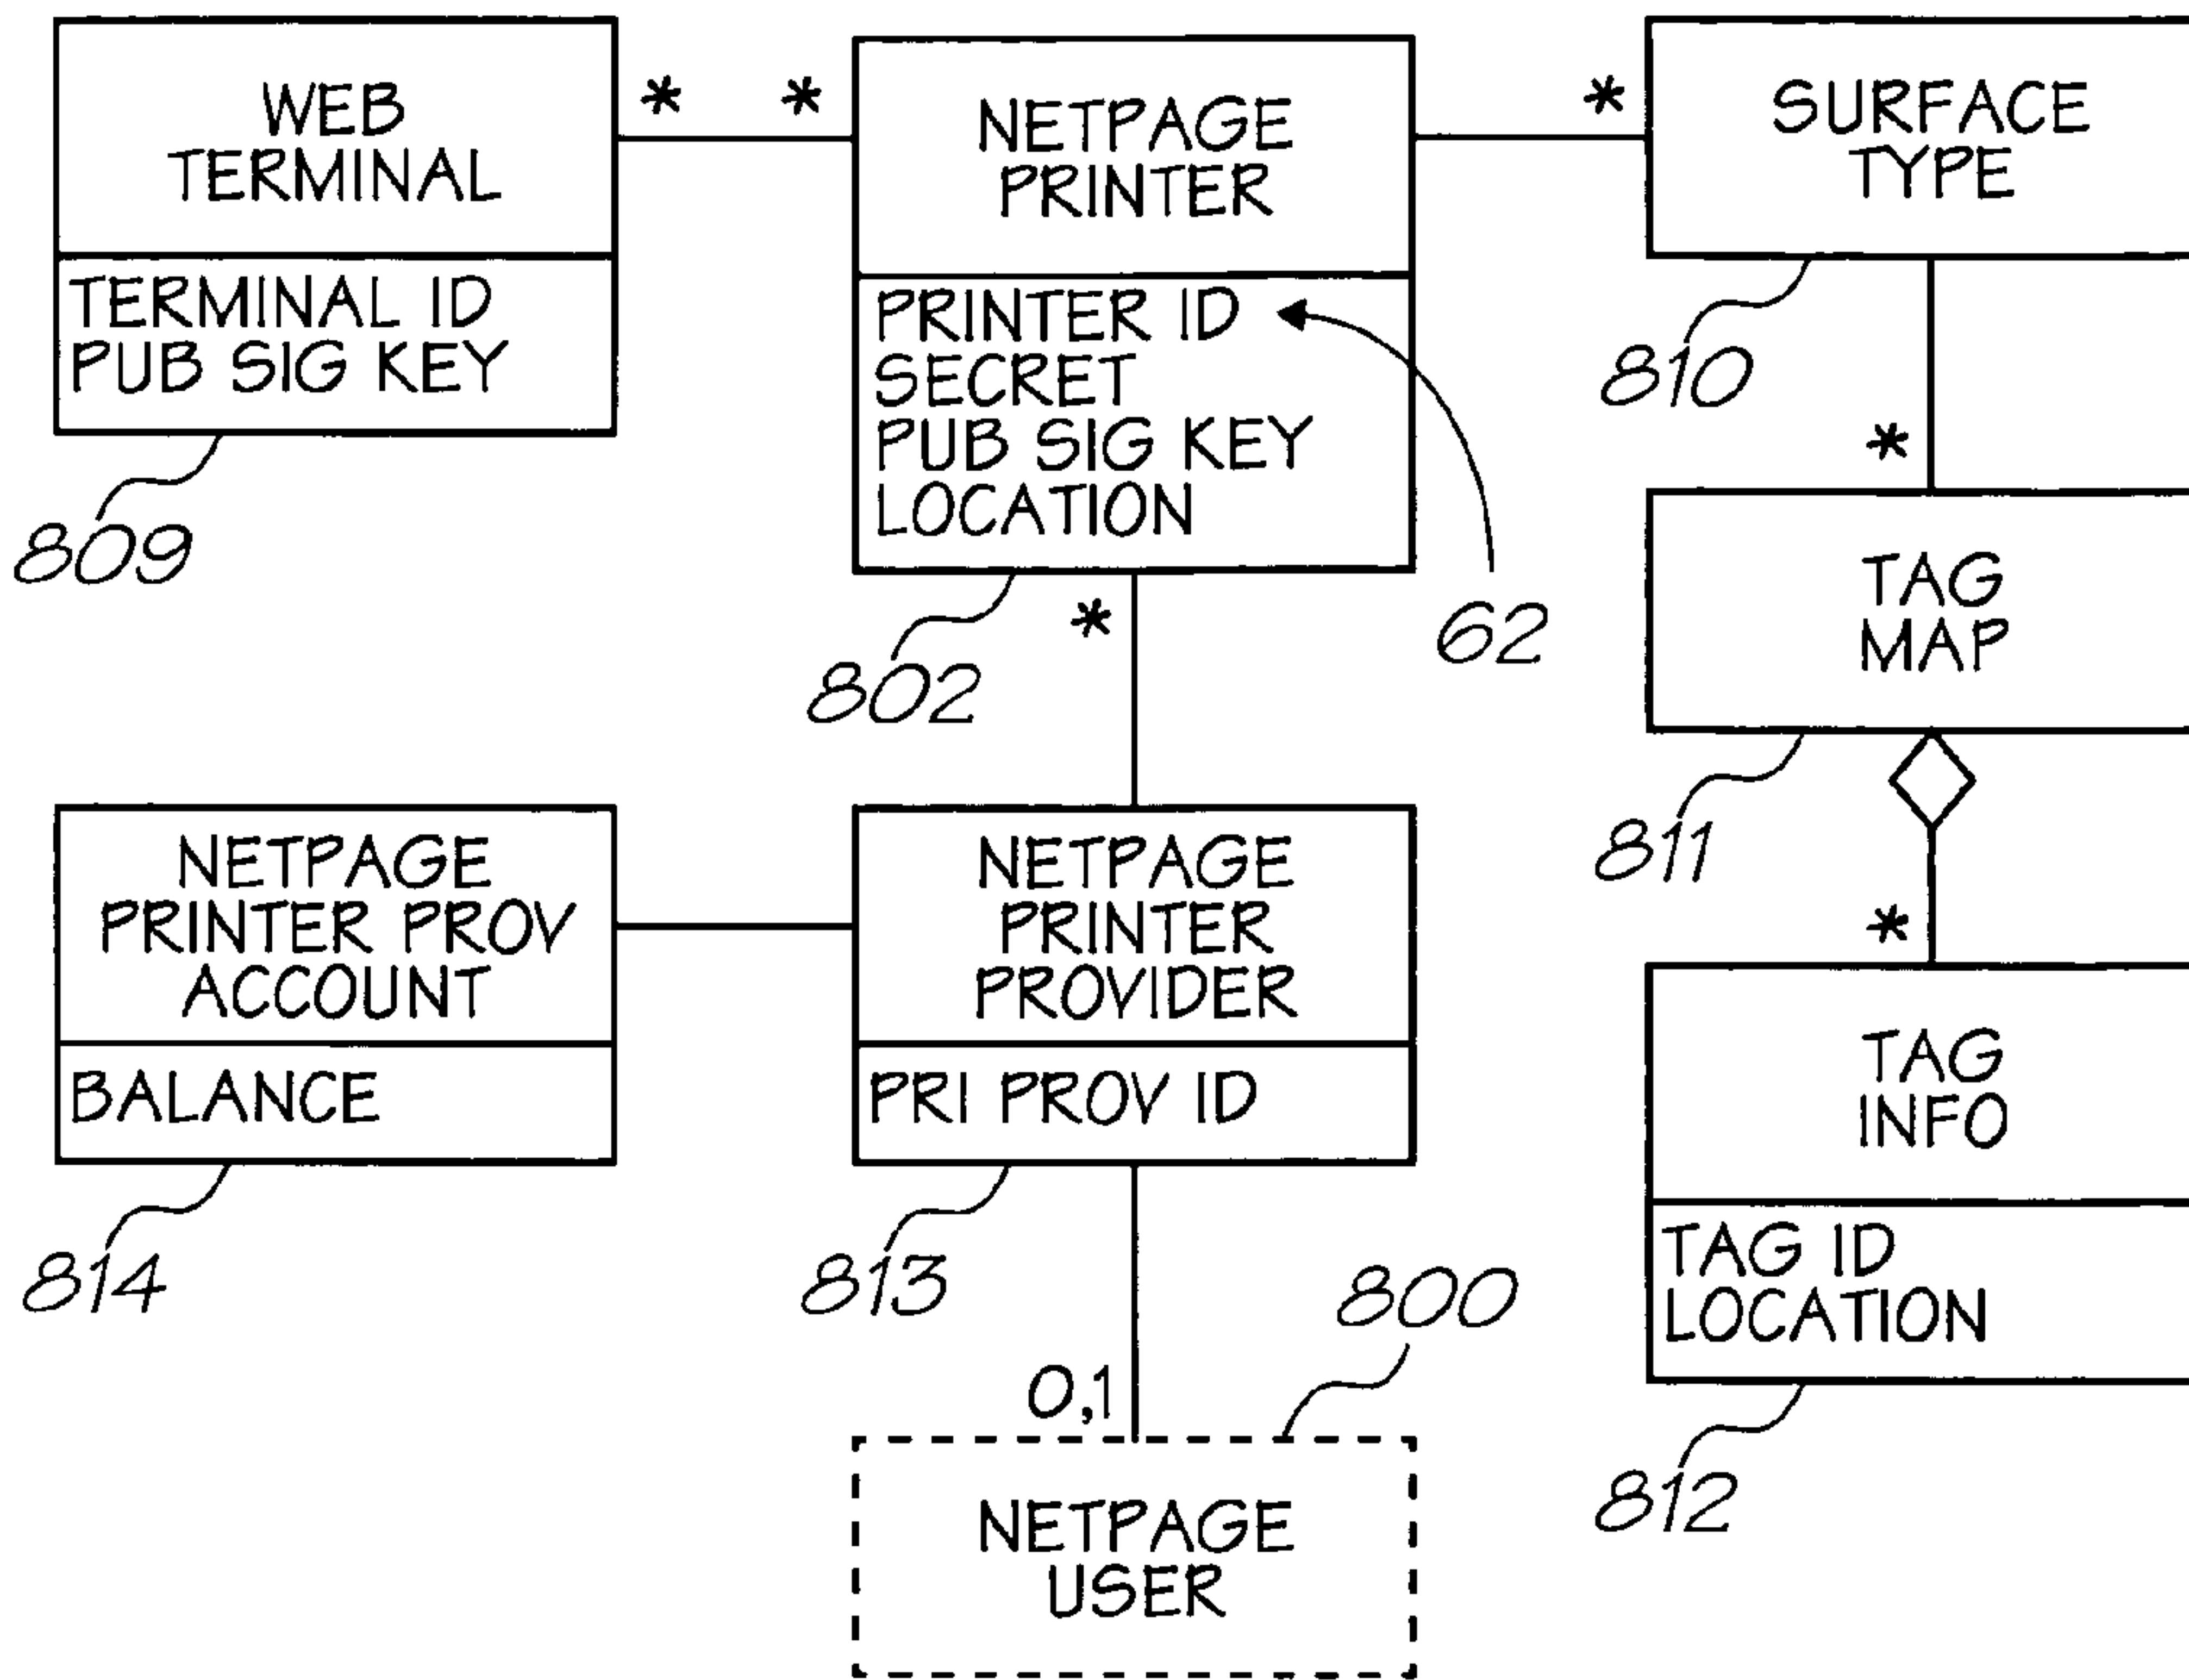 WEB
TERMINAL
TERMINAL ID
PUB SIG KEY
809
*
*
NETPAGE
PRINTER
PRINTER ID
SECRET
PUB SIG KEY
LOCATION
802
62
*
*
SURFACE
TYPE
810
*
TAG
MAP
811
*
TAG
INFO
TAG ID
LOCATION
812
NETPAGE
PRINTER PROV
ACCOUNT
BALANCE
814
NETPAGE
PRINTER
PROVIDER
PRI PROV ID
813
0,1
800
NETPAGE
USER